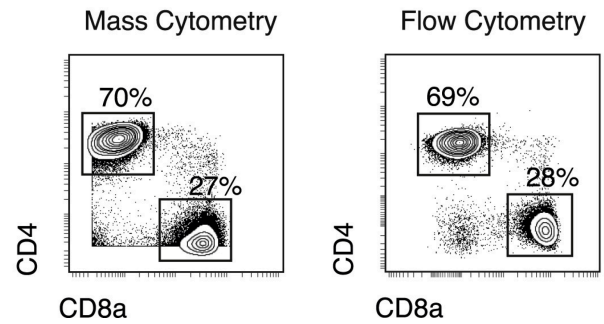 Mass Cytometry
70%
27%
CD4
CD8a
Flow Cytometry
69%
28%
CD4
CD8a